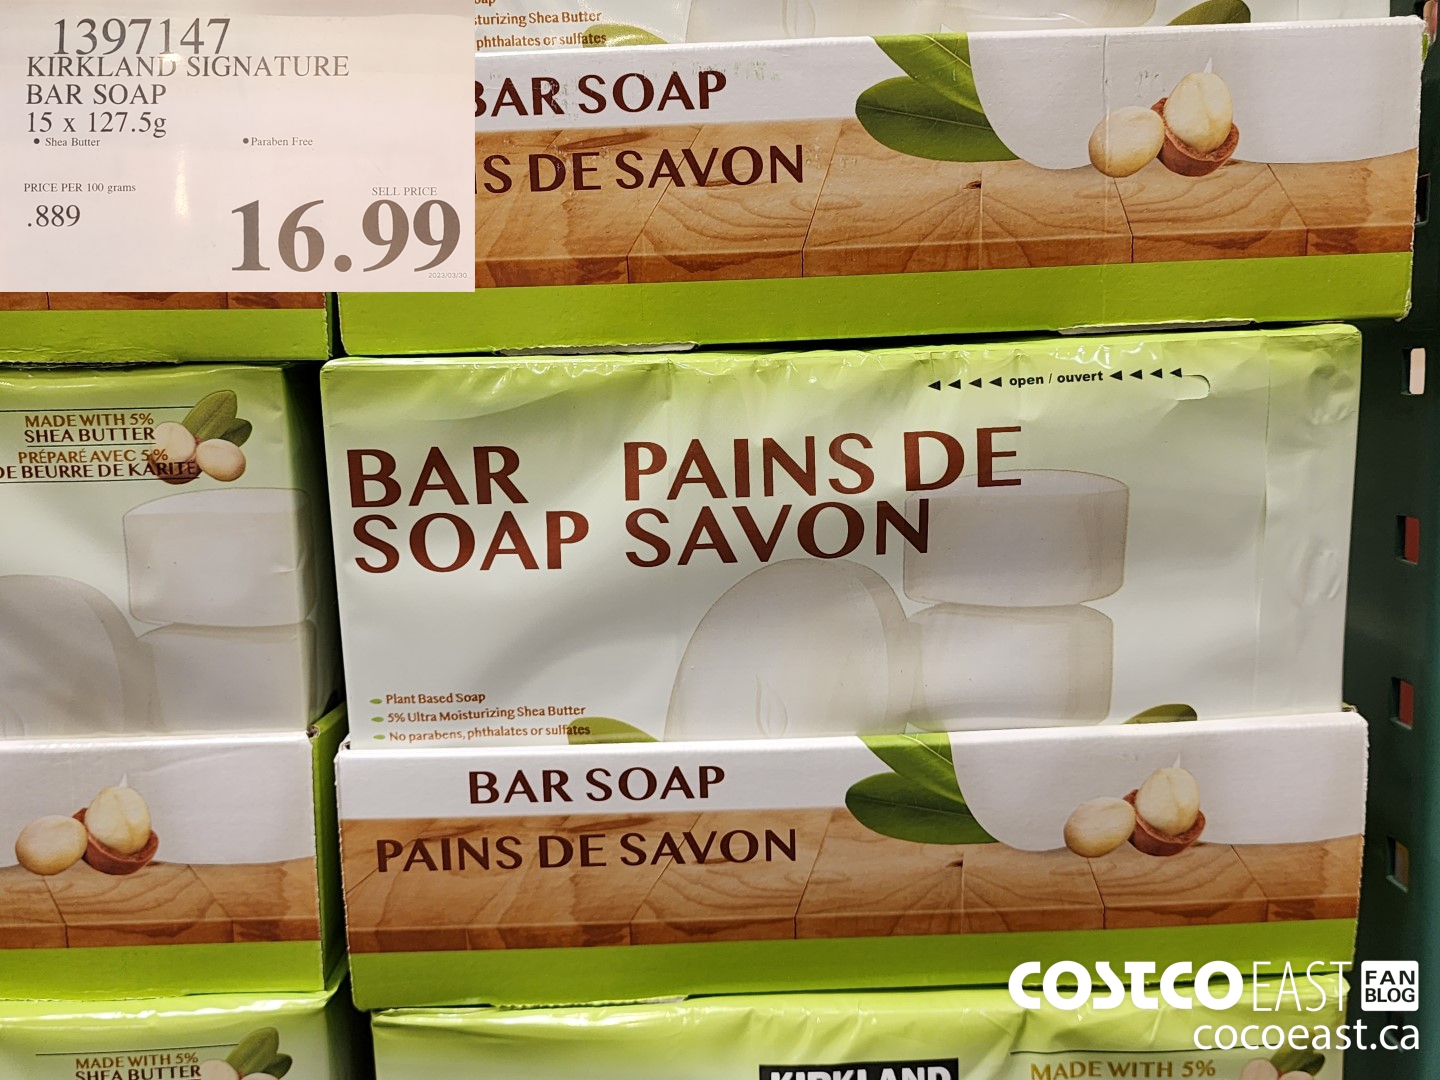 1397147
KIRKLAND SIGNATURE
BAR SOAP
15 x 127.5g
• Shea Butter
• Paraben Free
PRICE PER 100 grams
.889
SELL PRICE
16.99
2023/03/30
turizing Shea Butter
phthalates or sulfates
BAR SOAP
S DE SAVON
MADE WITH 5%
SHEA BUTTER
PRÉPARÉ AVEC 5%
DE BEURRE DE KARITÉ
open / ouvert
BAR SOAP
PAINS DE SAVON
Plant Based Soap
5% Ultra Moisturizing Shea Butter
No parabens, phthalates or sulfates
BAR SOAP
PAINS DE SAVON
MADE WITH 5%
SHEA BUTTER
KIRKLAND
MADE WITH 5%
COSTCO EAST FAN BLOG
cocoeast.ca